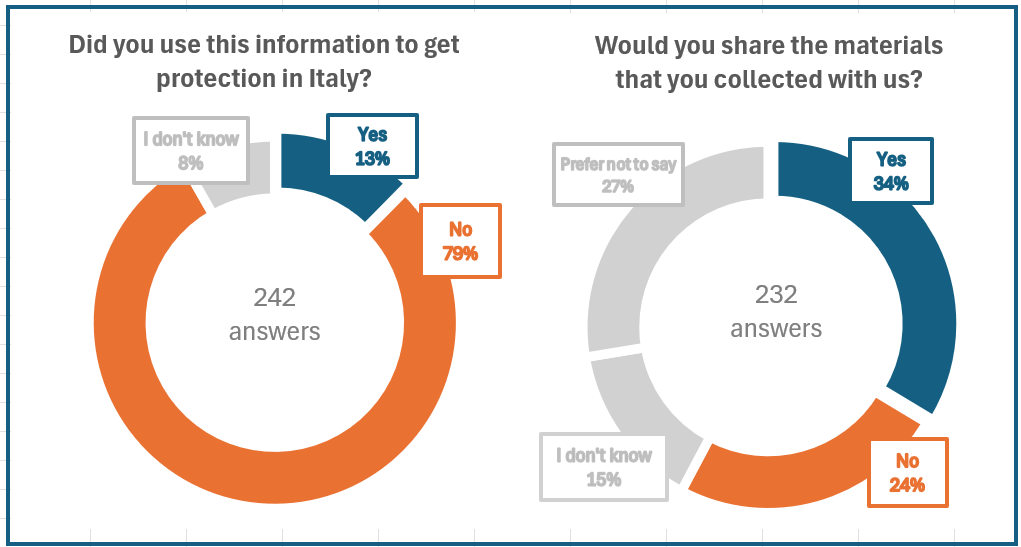 Did you use this information to get
protection in Italy?
I don't know
8%
Yes
13%
No
79%
242
answers
Would you share the materials
that you collected with us?
Prefer not to say
27%
Yes
34%
232
answers
I don't know
15%
No
24%